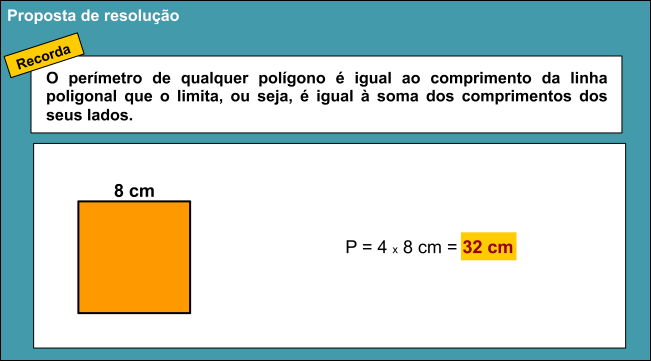 Proposta de resolução
Recorda
O perímetro de qualquer polígono é igual ao comprimento da linha
poligonal que o limita, ou seja, é igual à soma dos comprimentos dos
seus lados.
8 cm
P = 4 x 8 cm = 32 cm